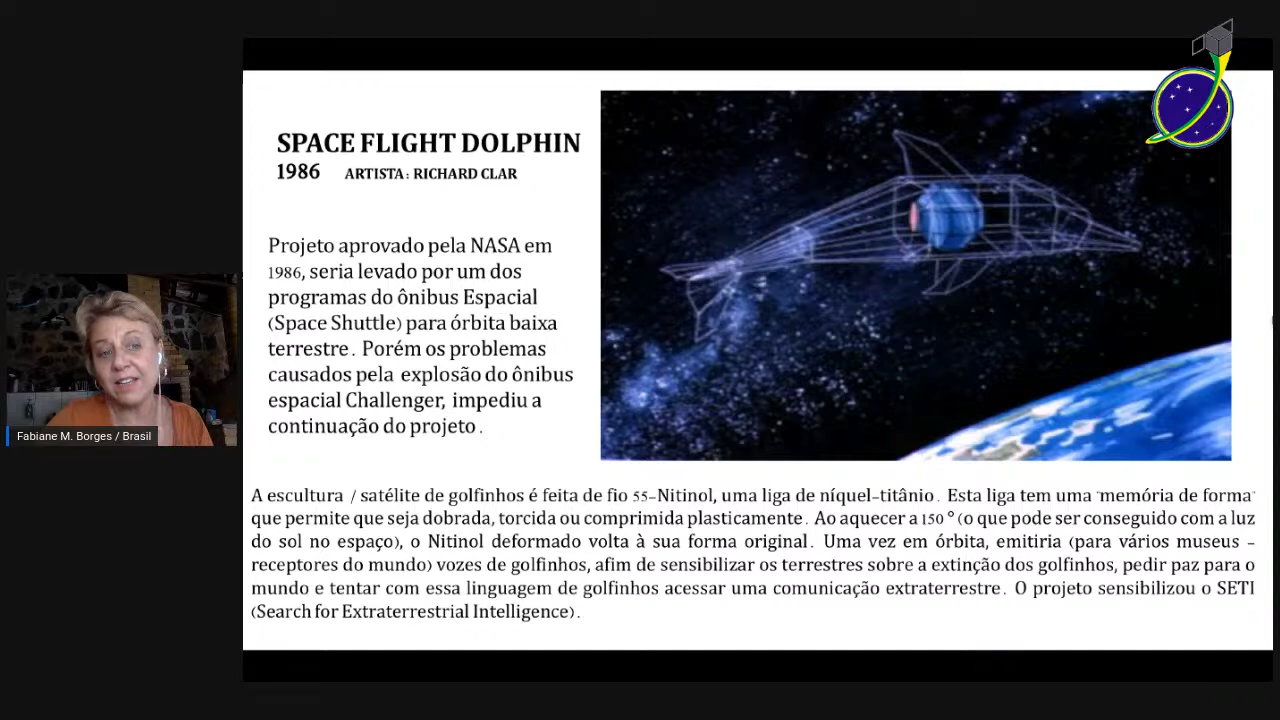 SPACE FLIGHT DOLPHIN
1986 ARTISTA: RICHARD CLAR
Projeto aprovado pela NASA em
1986, seria levado por um dos
programas do ônibus Espacial
(Space Shuttle) para órbita baixa
terrestre. Porém os problemas
causados pela explosão do ônibus
espacial Challenger, impediu a
continuação do projeto.
Fabiane M. Borges / Brasil
A escultura / satélite de golfinhos é feita de fio 55-Nitinol, uma liga de níquel-titânio. Esta liga tem uma "memória de forma"
que permite que seja dobrada, torcida ou comprimida plasticamente. Ao aquecer a 150 ° (o que pode ser conseguido com a luz
do sol no espaço), o Nitinol deformado volta à sua forma original. Uma vez em órbita, emitiria (para vários museus –
receptores do mundo) vozes de golfinhos, afim de sensibilizar os terrestres sobre a extinção dos golfinhos, pedir paz para o
mundo e tentar com essa linguagem de golfinhos acessar uma comunicação extraterrestre. O projeto sensibilizou o SETI
(Search for Extraterrestrial Intelligence).